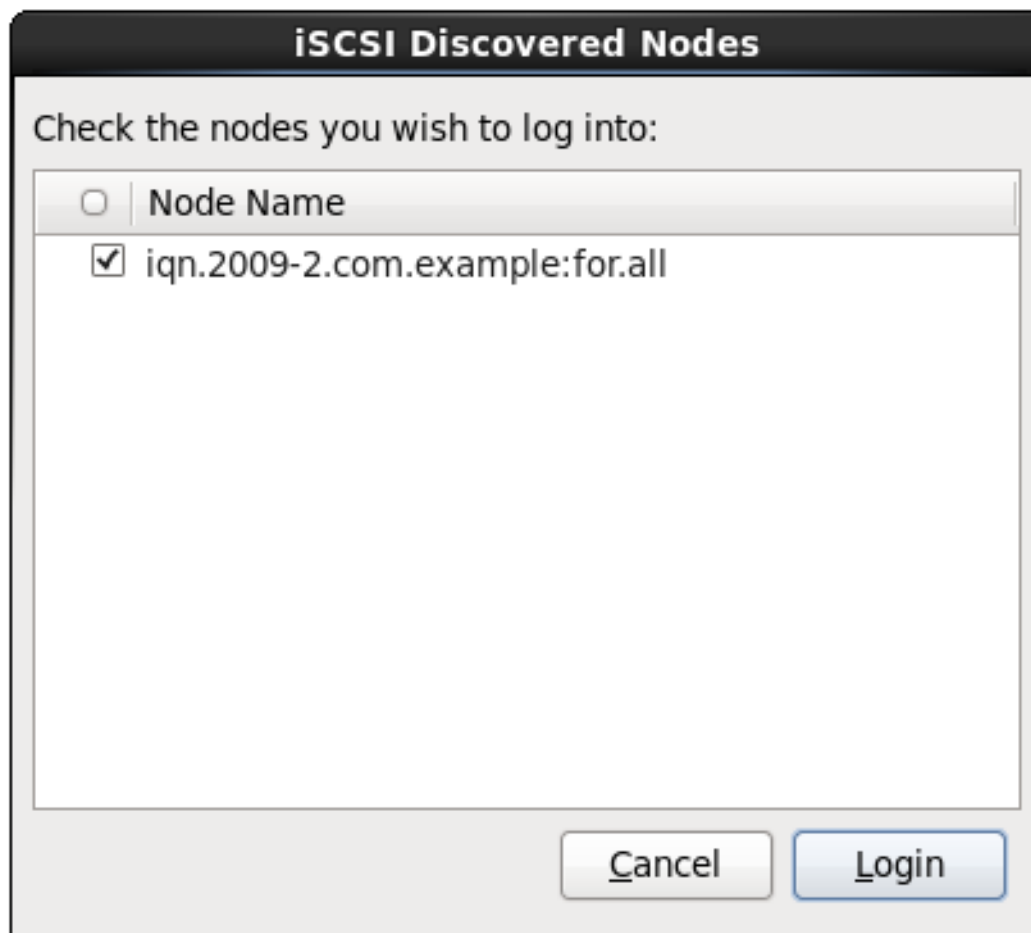 iSCSI Discovered Nodes
Check the nodes you wish to log into:
Node Name
iqn.2009-2.com.example:for.all
Cancel
Login